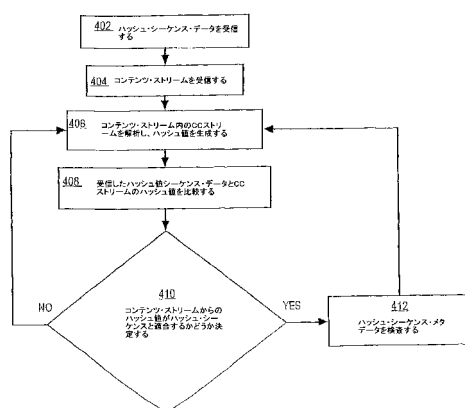 402 ハッシュ・シーケンス・データを受信
する
404 コンテンツ・ストリームを受信する
406 コンテンツ・ストリーム内のCCストリ
ームを解析し、ハッシュ値を生成する
408 受信したハッシュ値シーケンス・データとCC
ストリームのハッシュ値を比較する
410
コンテンツ・ストリームからの
ハッシュ値がハッシュ・シー
ケンスと適合するかどうか決
定する
NO
YES
412
ハッシュ・シーケンス・メタ
データを検査する